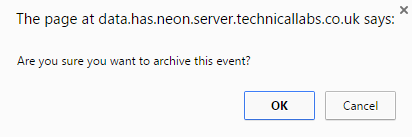 The page at data.has.neon.server.technicallabs.co.uk says:
Are you sure you want to archive this event?
OK
Cancel